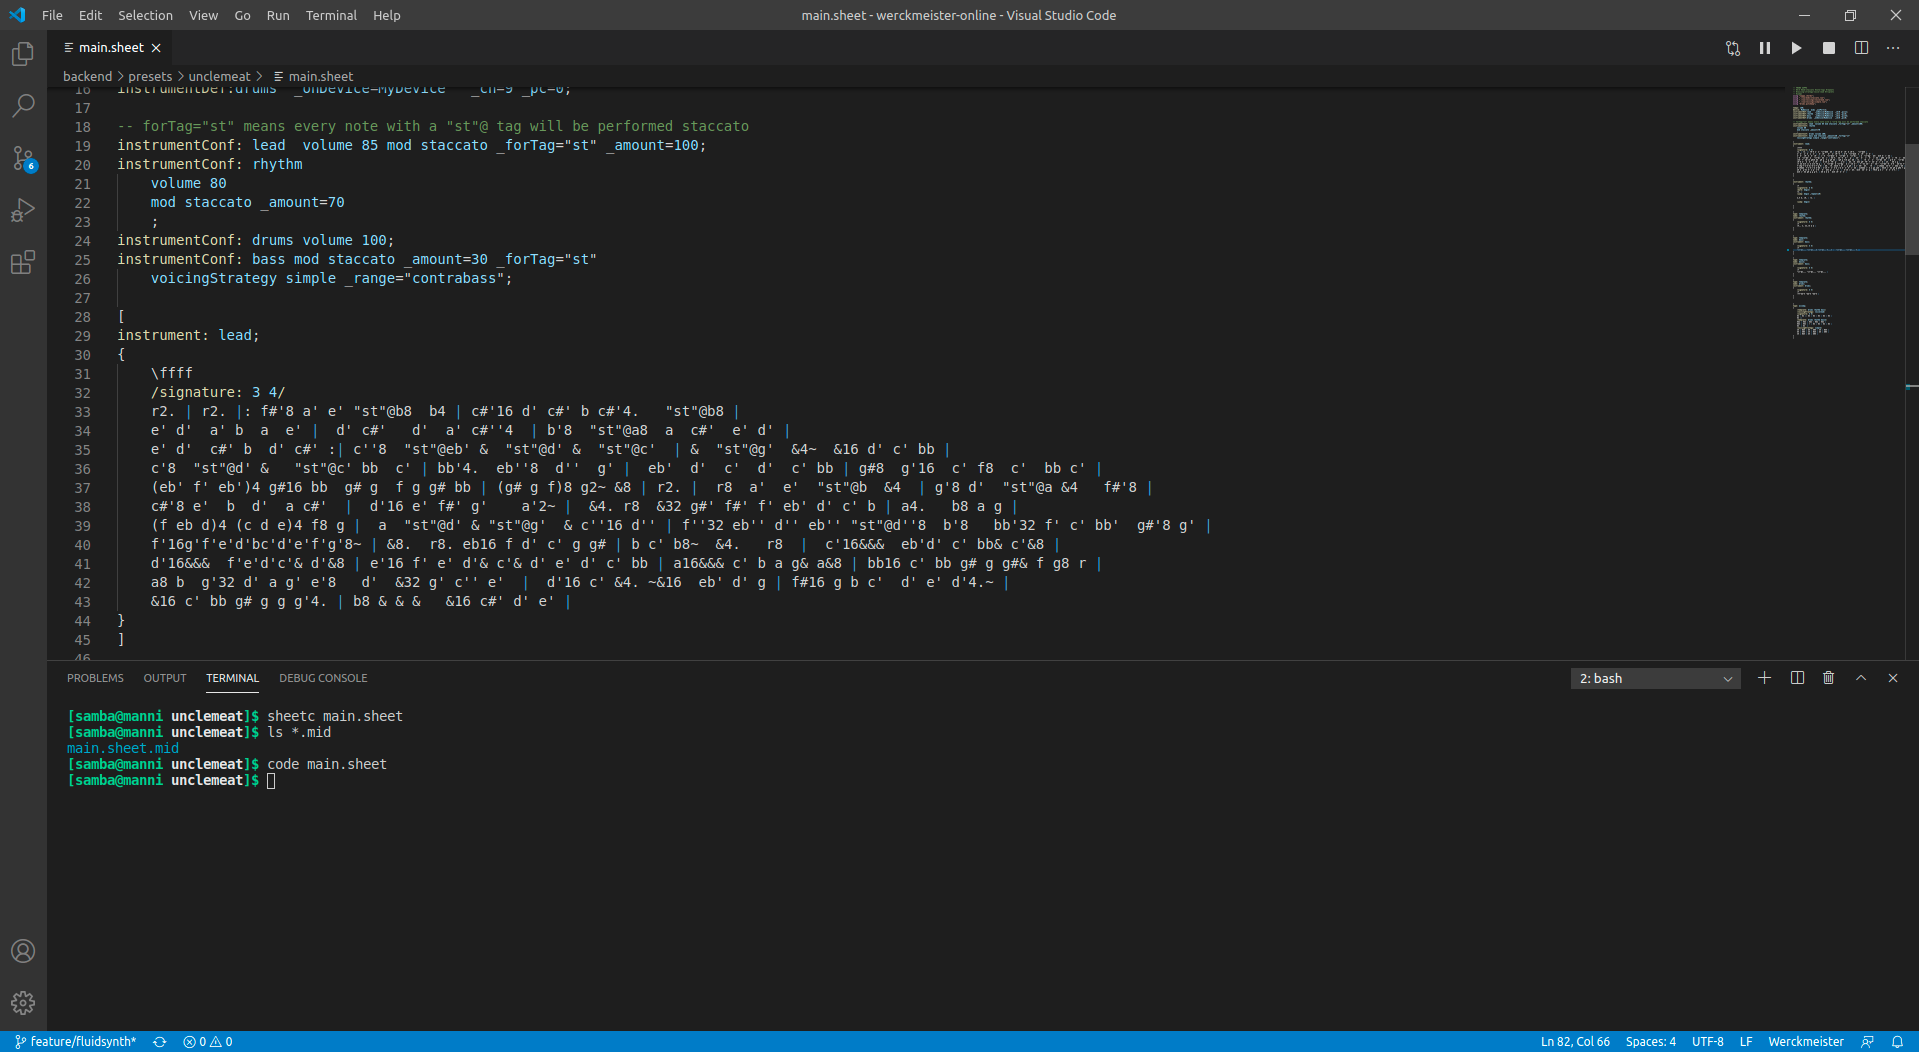 File Edit Selection View Go Run Terminal Help main.sheet - werckmeister-online - Visual Studio Code
main.sheet
backend > presets > unclemeat > main.sheet
16 instrumentDef:drums _onDevice=MyDevice _ch=9 _pc=0;
17
18 -- forTag="st" means every note with a "st"@ tag will be performed staccato
19 instrumentConf: lead  volume 85 mod staccato _forTag="st" _amount=100;
20 instrumentConf: rhythm
21     volume 80
22     mod staccato _amount=70
23     ;
24 instrumentConf: drums volume 100;
25 instrumentConf: bass mod staccato _amount=30 _forTag="st"
26     voicingStrategy simple _range="contrabass";
27
28 [
29 instrument: lead;
30 {
31     \ffff
32     /signature: 3 4/
33     r2. | r2. |: f#'8 a' e' "st"@b8  b4 | c#'16 d' c#' b c#'4.   "st"@b8 |
34     e' d'  a' b  a  e' |  d' c#'   d'  a' c#''4  | b'8  "st"@a8  a  c#'  e' d' |
35     e' d'  c#' b  d' c#' :| c''8  "st"@eb' &  "st"@d' &  "st"@c'  | &  "st"@g'  &4~  &16 d' c' bb |
36     c'8  "st"@d' &   "st"@c' bb  c' | bb'4.  eb''8  d''  g' |  eb'  d'  c'  d'  c' bb | g#8  g'16  c' f8  c'  bb c' |
37     (eb' f' eb')4 g#16 bb  g# g  f g g# bb | (g# g f)8 g2~ &8 | r2. |  r8  a'  e'  "st"@b  &4  | g'8 d'  "st"@a &4   f#'8 |
38     c#'8 e'  b  d'  a c#'  |  d'16 e' f#' g'    a'2~ |  &4. r8  &32 g#' f#' f' eb' d' c' b | a4.   b8 a g |
39     (f eb d)4 (c d e)4 f8 g |  a  "st"@d' & "st"@g'  & c''16 d'' | f''32 eb'' d'' eb'' "st"@d''8  b'8   bb'32 f' c' bb'  g#'8 g' |
40     f'16g'f'e'd'bc'd'e'f'g'8~ | &8.  r8. eb16 f d' c' g g# | b c' b8~  &4.   r8  |  c'16&&&  eb'd' c' bb& c'&8 |
41     d'16&&&  f'e'd'c'& d'&8 | e'16 f' e' d'& c'& d' e' d' c' bb | a16&&& c' b a g& a&8 | bb16 c' bb g# g g#& f g8 r |
42     a8 b  g'32 d' a g' e'8   d'  &32 g' c'' e'  |  d'16 c' &4. ~&16  eb' d' g | f#16 g b c'  d' e' d'4.~ |
43     &16 c' bb g# g g g'4. | b8 & & &   &16 c#' d' e' |
44 }
45 ]
46
PROBLEMS OUTPUT TERMINAL DEBUG CONSOLE 2: bash
[samba@manni unclemeat]$ sheetc main.sheet
[samba@manni unclemeat]$ ls *.mid
main.sheet.mid
[samba@manni unclemeat]$ code main.sheet
[samba@manni unclemeat]$
6
feature/fluidsynth* 0 0 Ln 82, Col 66 Spaces: 4 UTF-8 LF Werckmeister